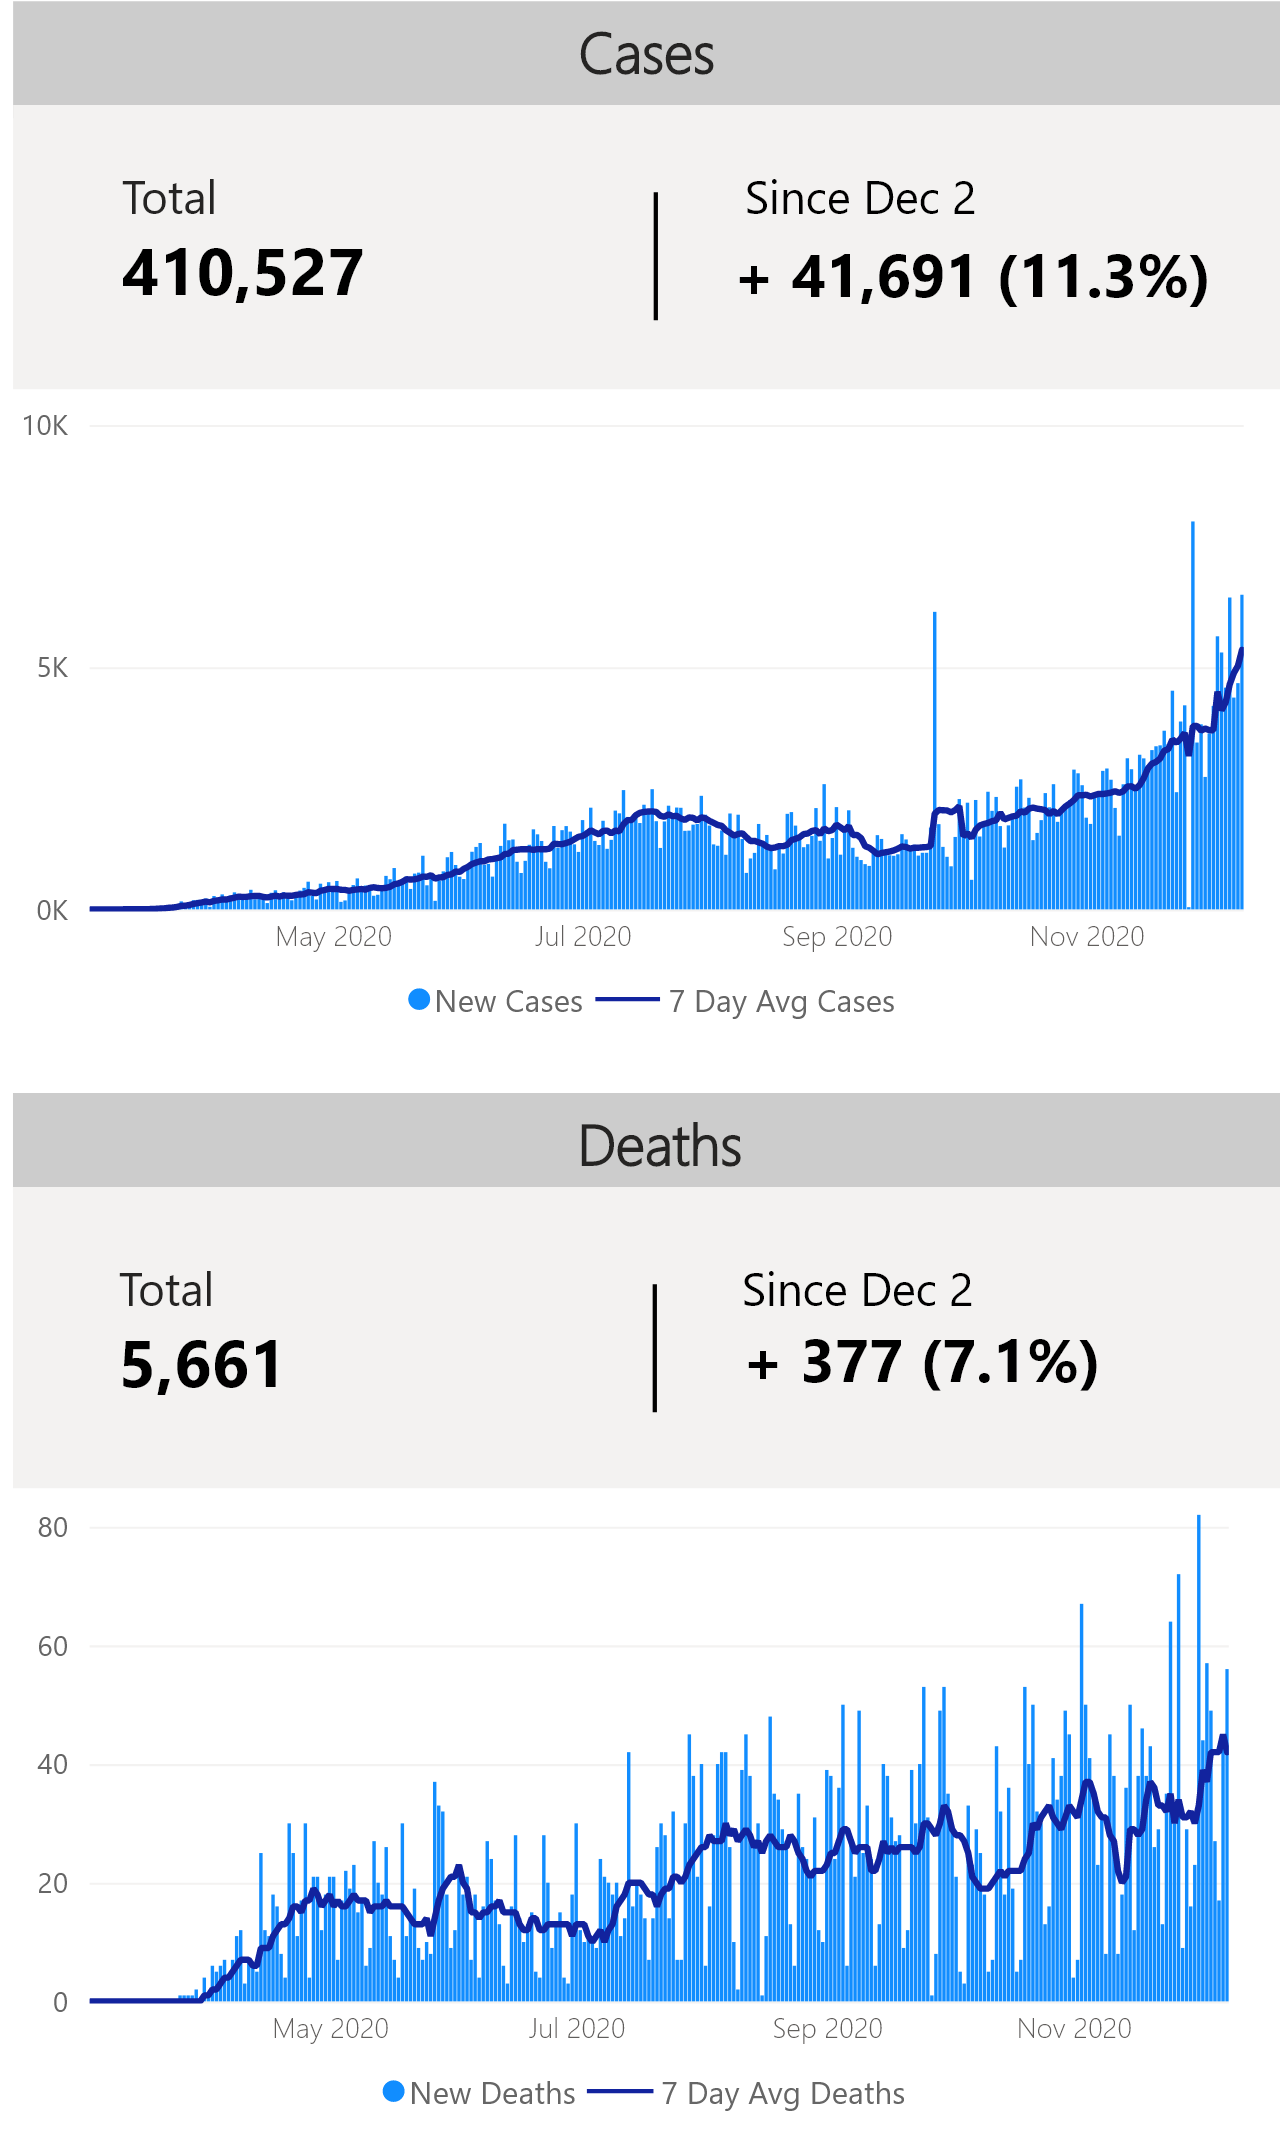 Cases
Total
Since Dec 2
410,527
+ 41,691 (11.3%)
10K
5K
0K
May 2020
Jul 2020
Sep 2020
Nov 2020
New Cases
7 Day Avg Cases
Deaths
Total
Since Dec 2
5,661
+ 377 (7.1%)
80
60
40
20
0
May 2020
Jul 2020
Sep 2020
Nov 2020
New Deaths
7 Day Avg Deaths